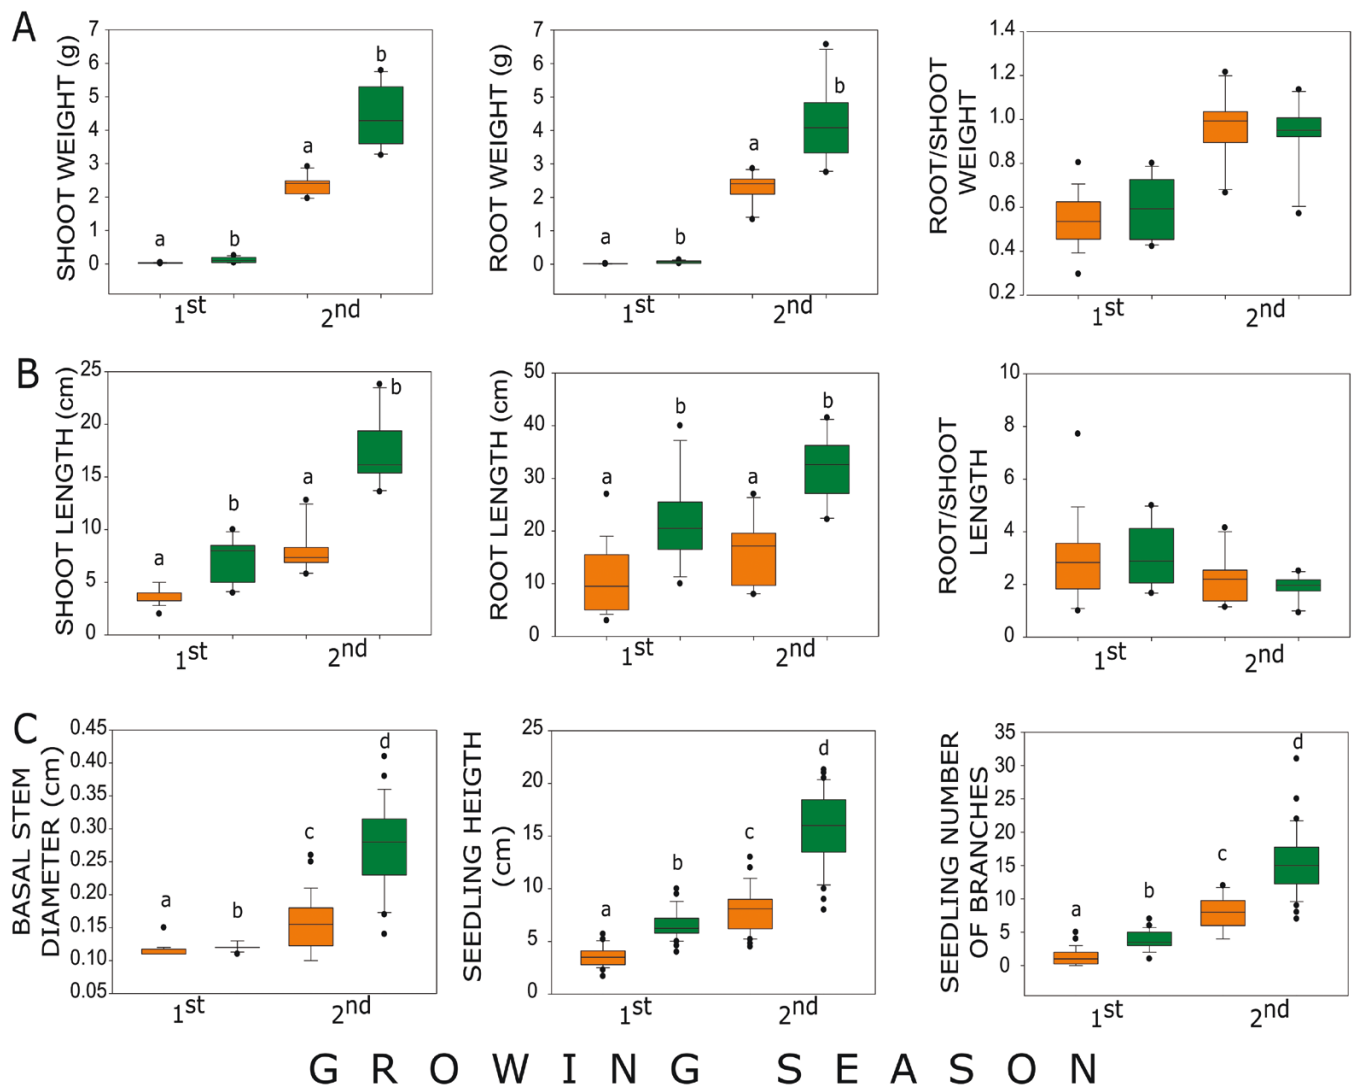 A
SHOOT WEIGHT (g)
7
6
5
4
3
2
1
0
a
b
a
b
1st
2nd
ROOT WEIGHT (g)
7
6
5
4
3
2
1
0
a
b
a
b
1st
2nd
ROOT/SHOOT
WEIGHT
1.4
1.2
1.0
0.8
0.6
0.4
0.2
1st
2nd
B
SHOOT LENGTH (cm)
25
20
15
10
5
0
a
b
a
b
1st
2nd
ROOT LENGTH (cm)
50
40
30
20
10
0
a
b
a
b
1st
2nd
ROOT/SHOOT
LENGTH
10
8
6
4
2
0
1st
2nd
C
BASAL STEM
DIAMETER (cm)
0.45
0.40
0.35
0.30
0.25
0.20
0.15
0.10
0.05
a
b
c
d
1st
2nd
SEEDLING HEIGTH
(cm)
25
20
15
10
5
0
a
b
c
d
1st
2nd
SEEDLING NUMBER
OF BRANCHES
35
30
25
20
15
10
5
0
a
b
c
d
1st
2nd
GROWING SEASON